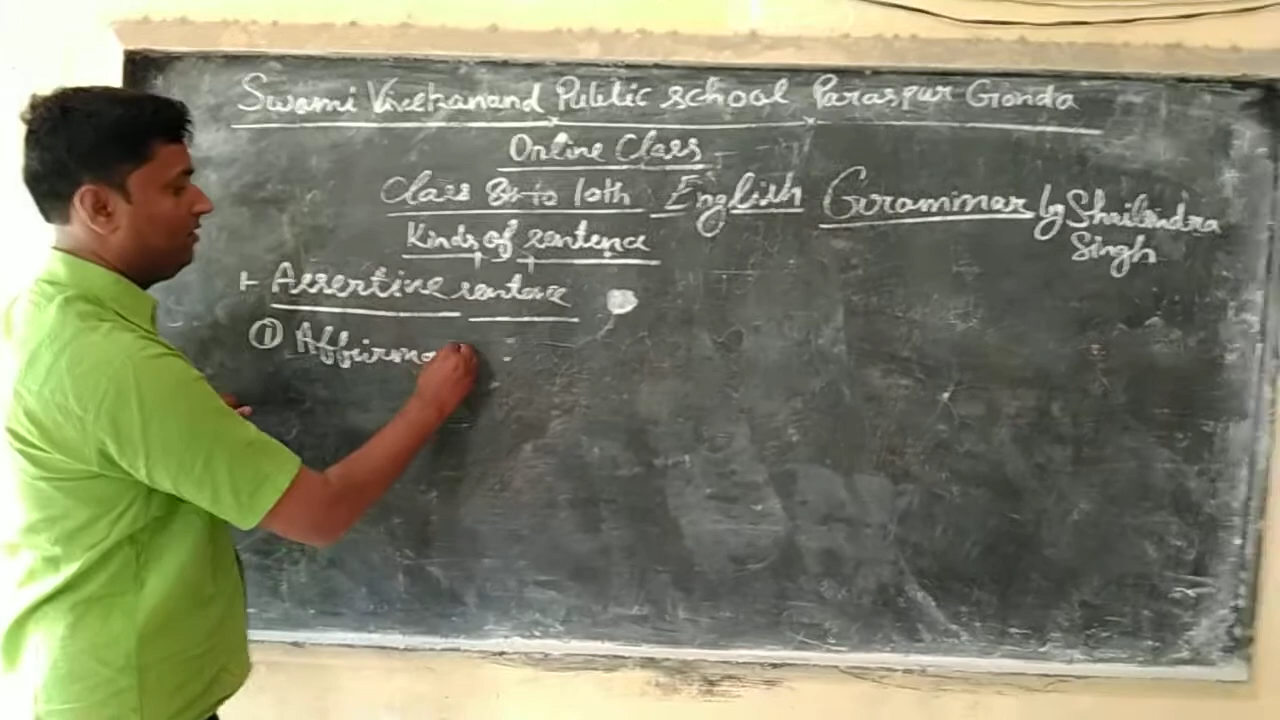 Swami Vivekanand Public school Paraspur Gonda
Online Class
Class 8th to 10th English Grammar by Shailendra Singh
Kinds of sentence
1- Assertive sentence
① Affirma